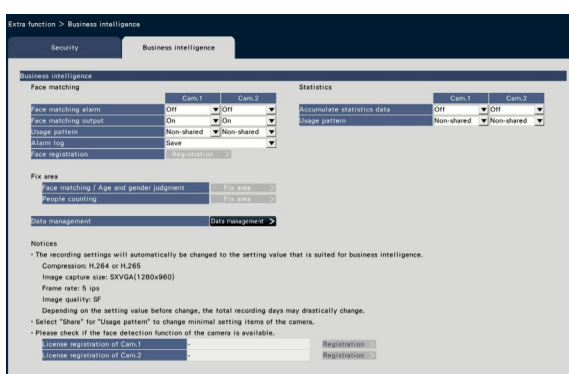 Extra function > Business intelligence
Security Business intelligence
Business intelligence
Face matching Statistics
Cam.1 Cam.2 Cam.1 Cam.2
Face matching alarm Off Off Accumulate statistics data Off Off
Face matching output On On Usage pattern Non-shared Non-shared
Usage pattern Non-shared Non-shared
Alarm log Save
Face registration Registration >
Fix area
Face matching / Age and gender judgment Fix area >
People counting Fix area >
Data management Data management >
Notices
・The recording settings will automatically be changed to the setting value that is suited for business intelligence.
Compression: H.264 or H.265
Image capture size: SXVGA(1280x960)
Frame rate: 5 ips
Image quality: SF
Depending on the setting value before change, the total recording days may drastically change.
・Select "Share" for "Usage pattern" to change minimal setting items of the camera.
・Please check if the face detection function of the camera is available.
License registration of Cam.1 - Registration >
License registration of Cam.2 - Registration >